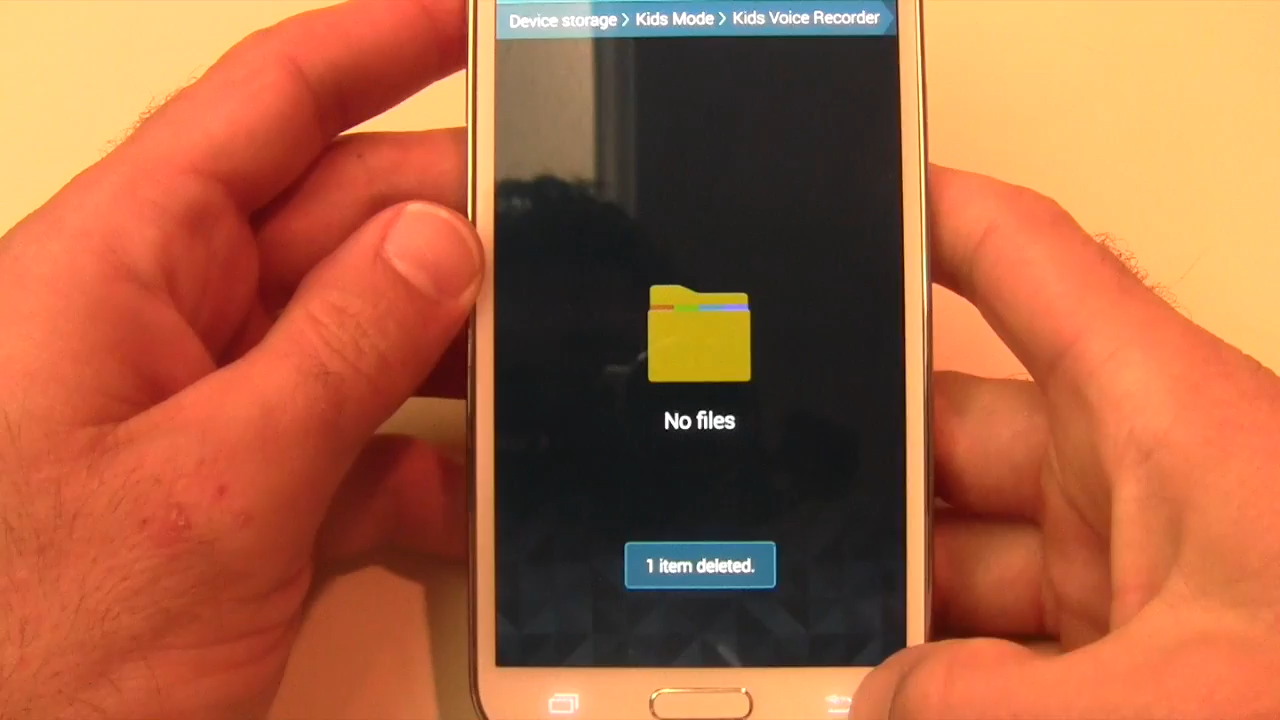 Device storage > Kids Mode > Kids Voice Recorder
No files
1 item deleted.